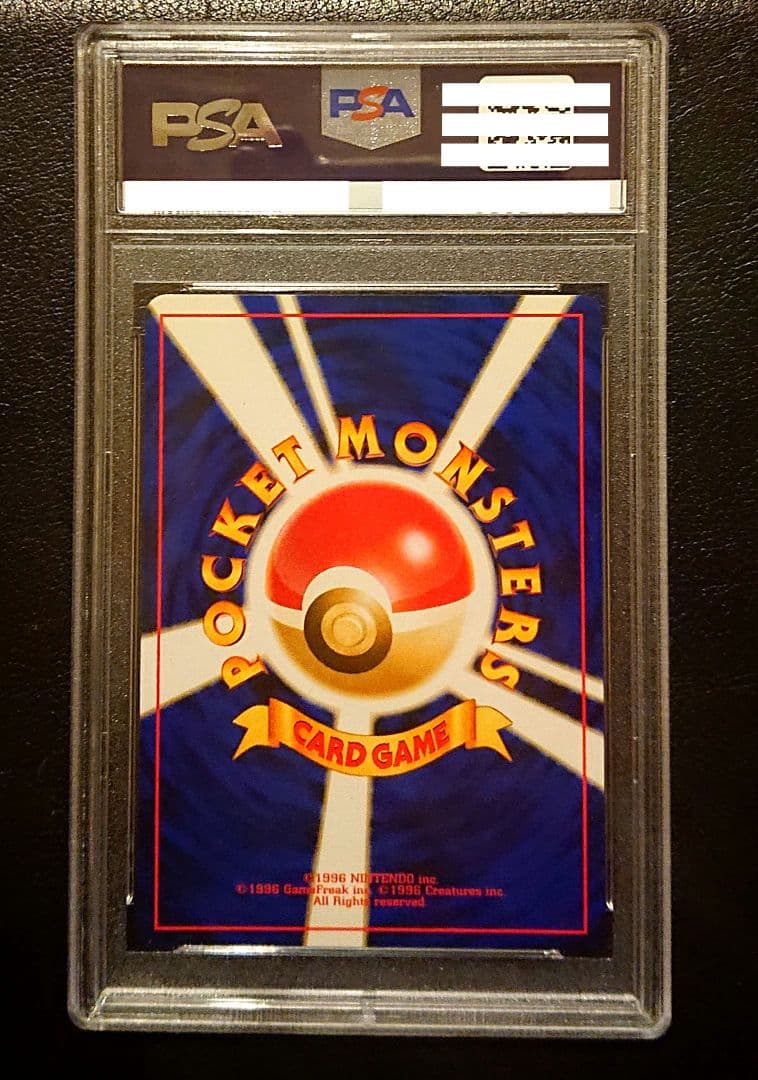 PSA
PSA
POCKET MONSTERS
CARD GAME
©1996 NINTENDO inc.
©1996 GameFreak inc. ©1996 Creatures inc.
All Rights reserved